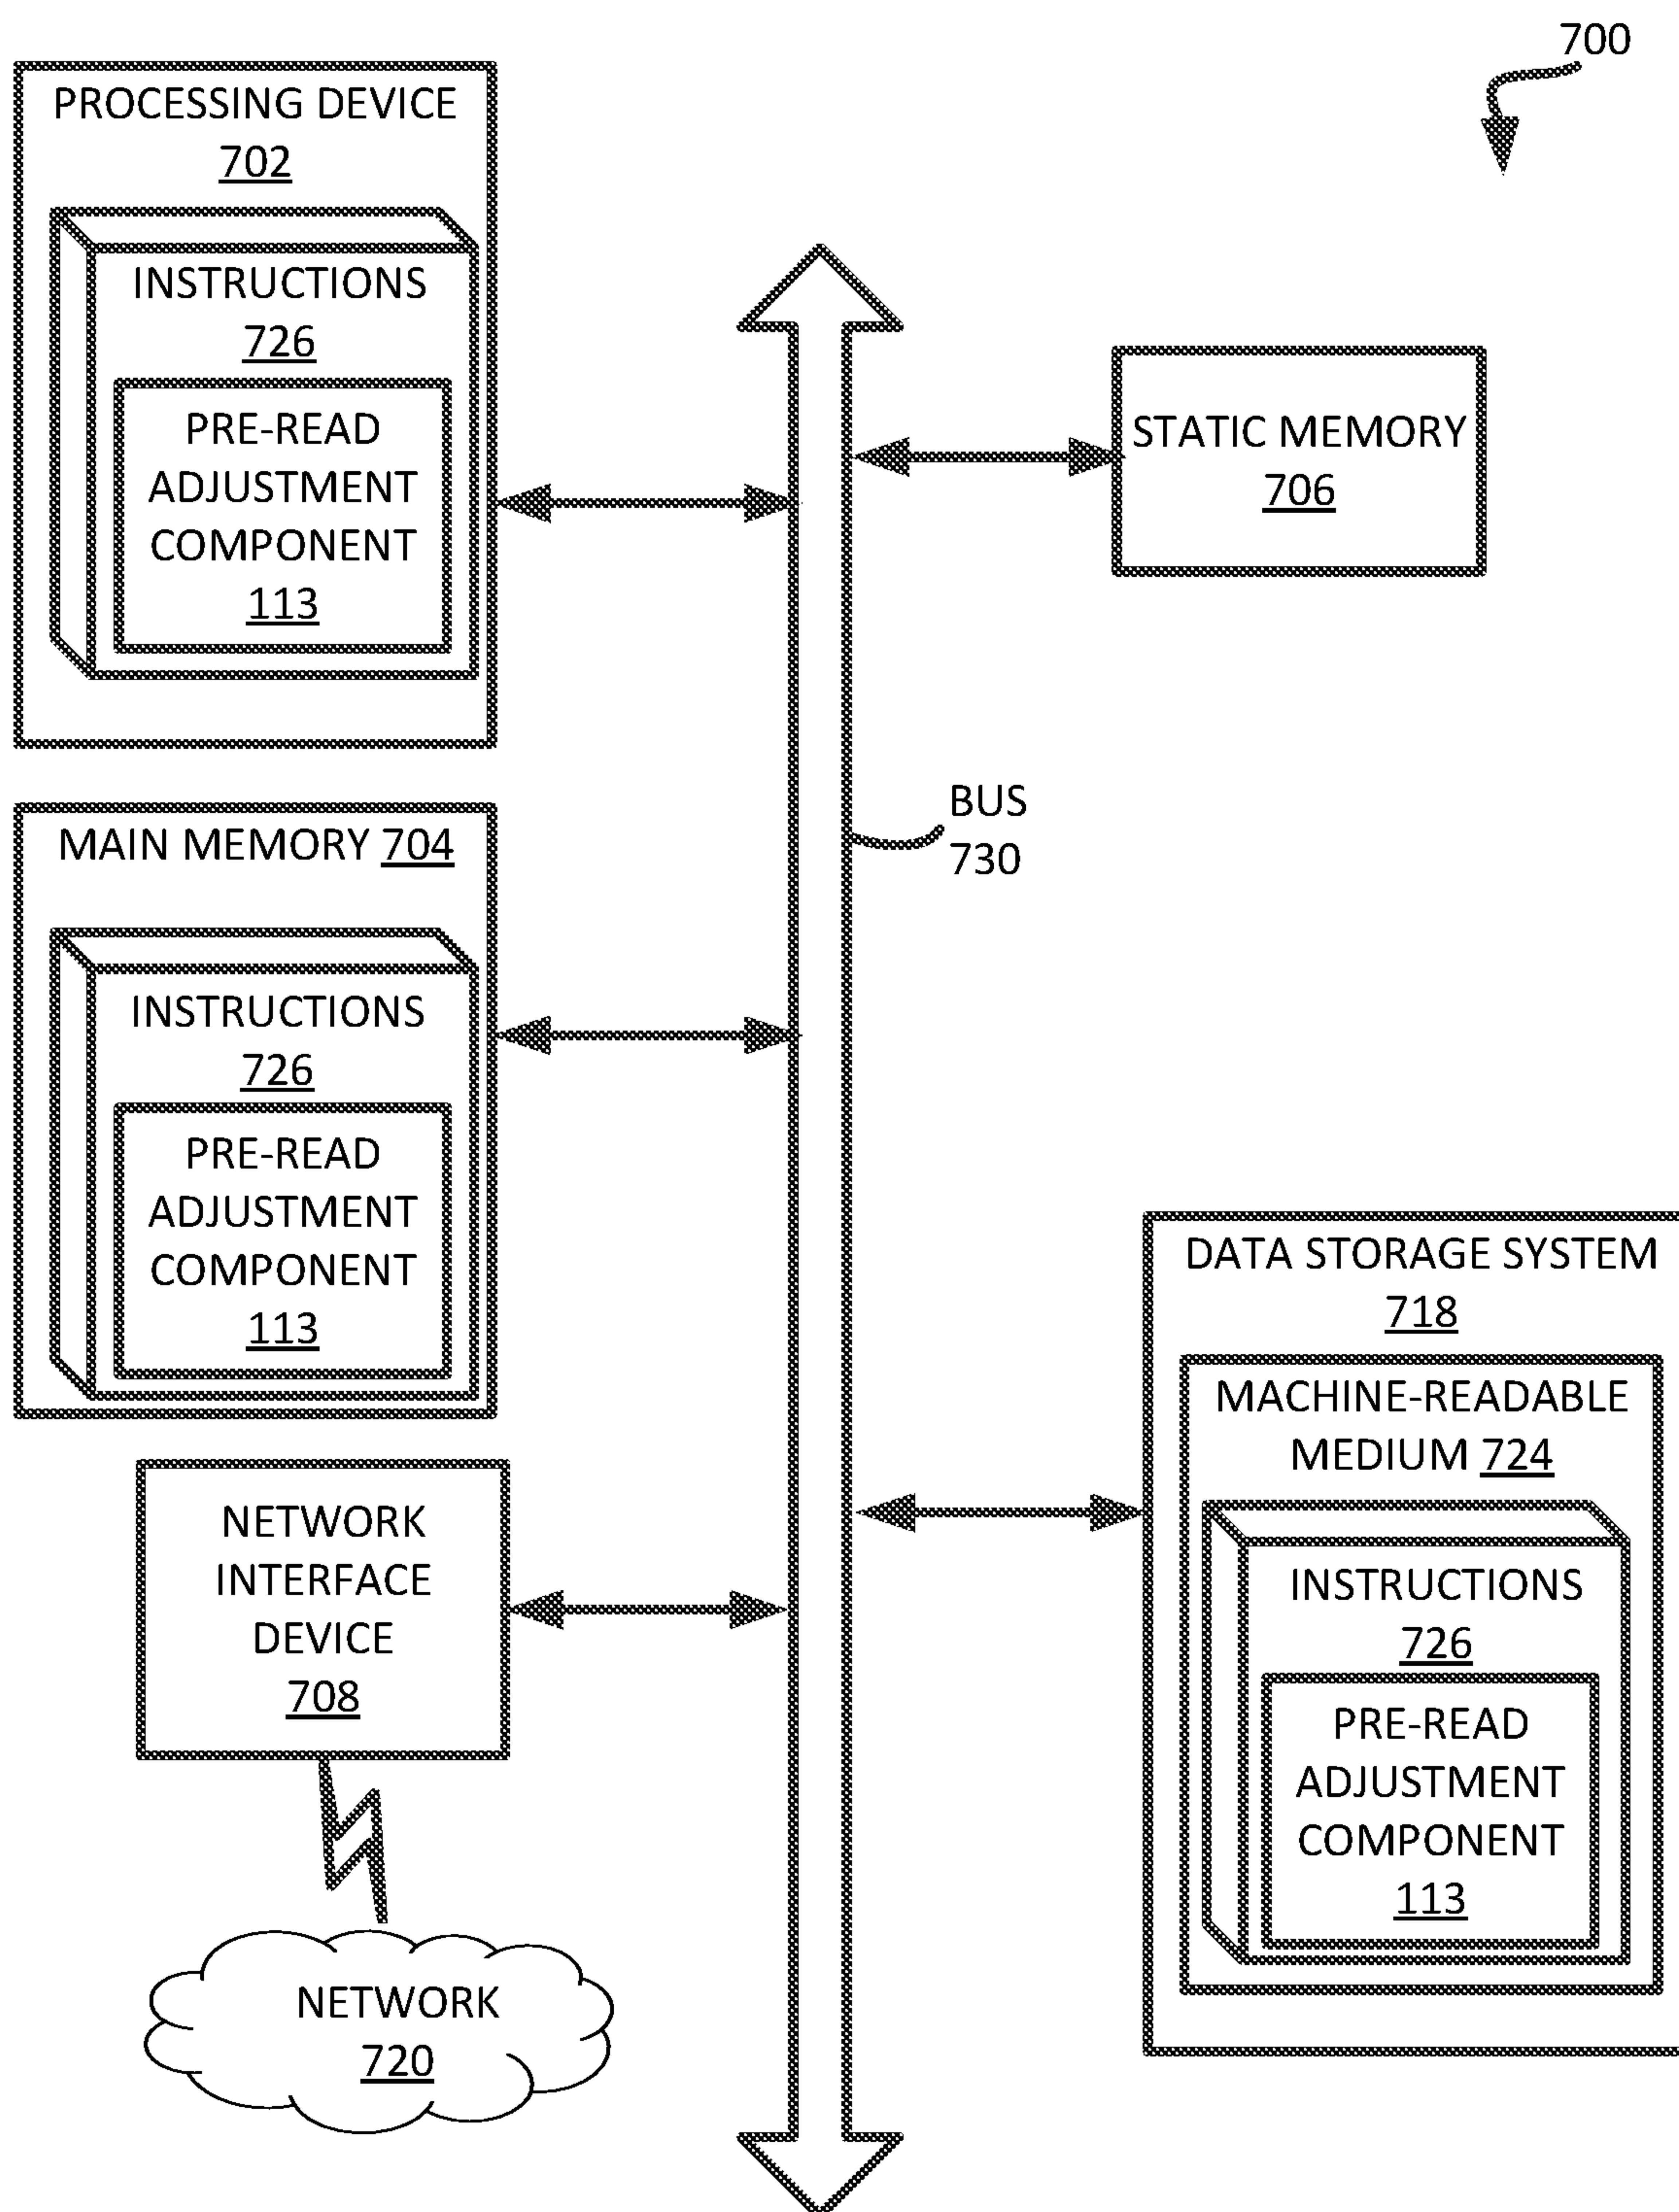 700
PROCESSING DEVICE
702
INSTRUCTIONS
726
PRE-READ
ADJUSTMENT
COMPONENT
113
STATIC MEMORY
706
BUS
730
MAIN MEMORY 704
INSTRUCTIONS
726
PRE-READ
ADJUSTMENT
COMPONENT
113
DATA STORAGE SYSTEM
718
MACHINE-READABLE
MEDIUM 724
INSTRUCTIONS
726
PRE-READ
ADJUSTMENT
COMPONENT
113
NETWORK
INTERFACE
DEVICE
708
NETWORK
720